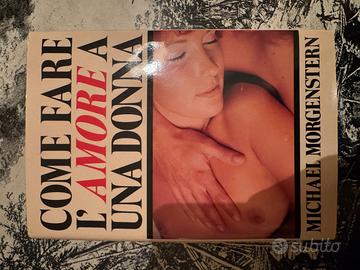 COME FARE
L'AMORE A
UNA DONNA
MICHAEL MORGENSTERN
subito